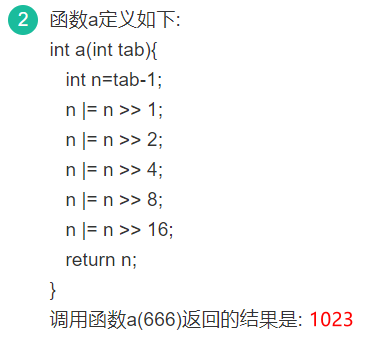 2 函数a定义如下:
int a(int tab){
int n=tab-1;
n |= n >> 1;
n |= n >> 2;
n |= n >> 4;
n |= n >> 8;
n |= n >> 16;
return n;
}
调用函数a(666)返回的结果是: 1023